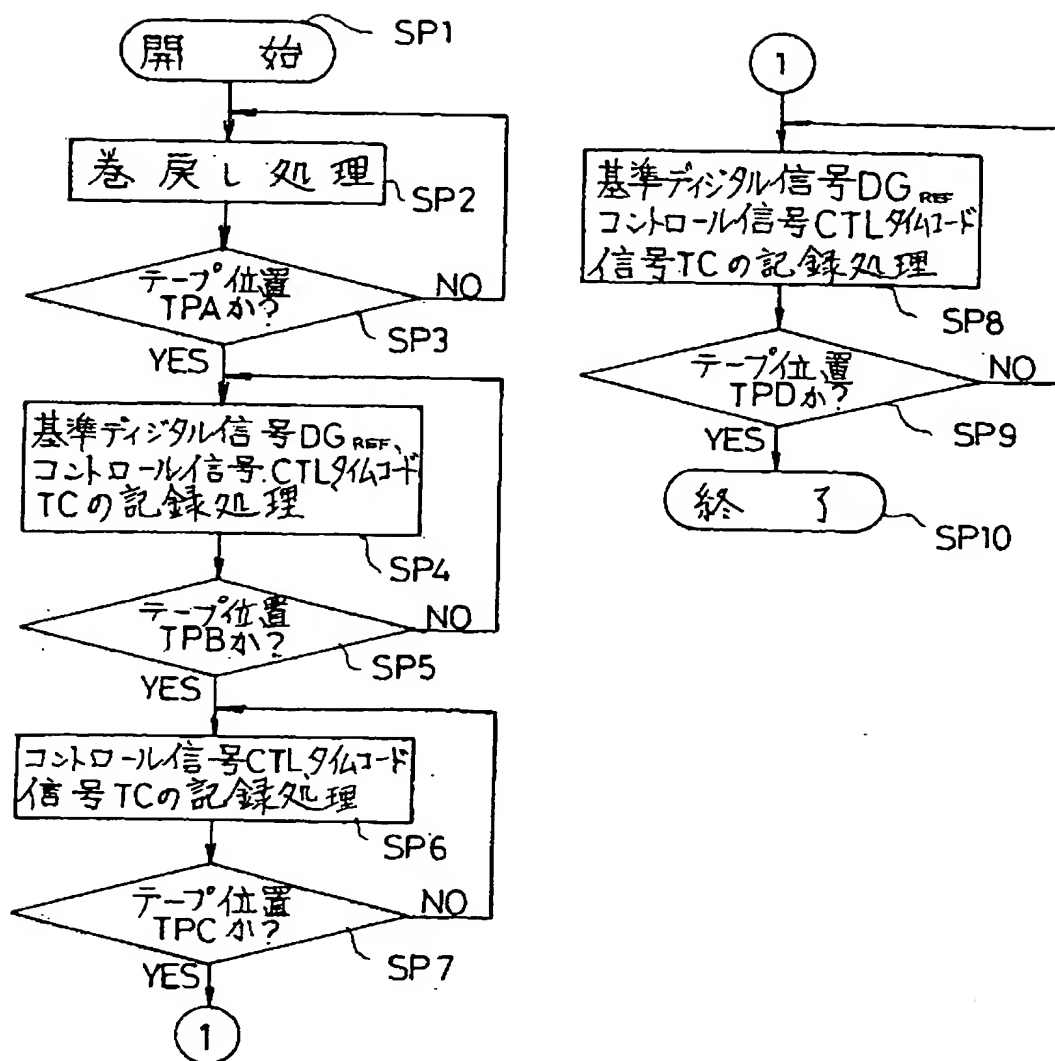 開 始
SP1
巻 戻 し 処 理
SP2
テープ位置
TPAか?
NO
SP3
YES
基準ディジタル信号DG REF、
コントロール信号CTL、タイムコード
TCの記録処理
SP4
テープ位置
TPBか?
NO
SP5
YES
コントロール信号CTL、タイムコード
信号TCの記録処理
SP6
テープ位置
TPCか?
NO
SP7
YES
1
1
基準ディジタル信号DG REF
コントロール信号CTLタイムコード
信号TCの記録処理
SP8
テープ位置
TPDか?
NO
SP9
YES
終 了
SP10